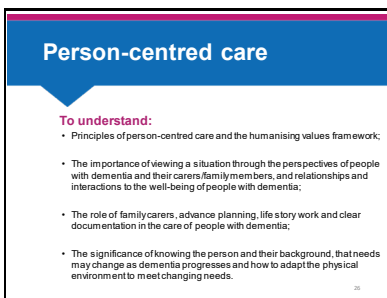 Person-centred care
To understand:
• Principles of person-centred care and the humanising values framework;
• The importance of viewing a situation through the perspectives of people
with dementia and their carers/family members, and relationships and
interactions to the well-being of people with dementia;
• The role of family carers, advance planning, life story work and clear
documentation in the care of people with dementia;
• The significance of knowing the person and their background, that needs
may change as dementia progresses and how to adapt the physical
environment to meet changing needs.
26